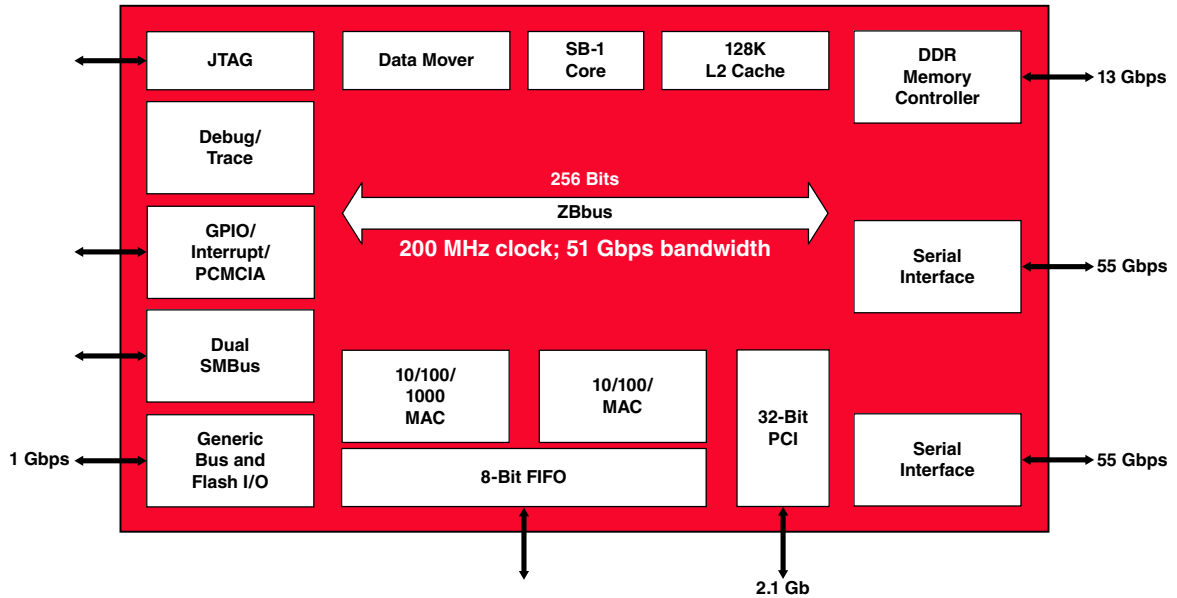 JTAG
Data Mover
SB-1
Core
128K
L2 Cache
DDR
Memory
Controller
13 Gbps
Debug/
Trace
256 Bits
ZBbus
200 MHz clock; 51 Gbps bandwidth
GPIO/
Interrupt/
PCMCIA
Serial
Interface
55 Gbps
Dual
SMBus
10/100/
1000
MAC
10/100/
MAC
32-Bit
PCI
1 Gbps
Generic
Bus and
Flash I/O
8-Bit FIFO
Serial
Interface
55 Gbps
2.1 Gb